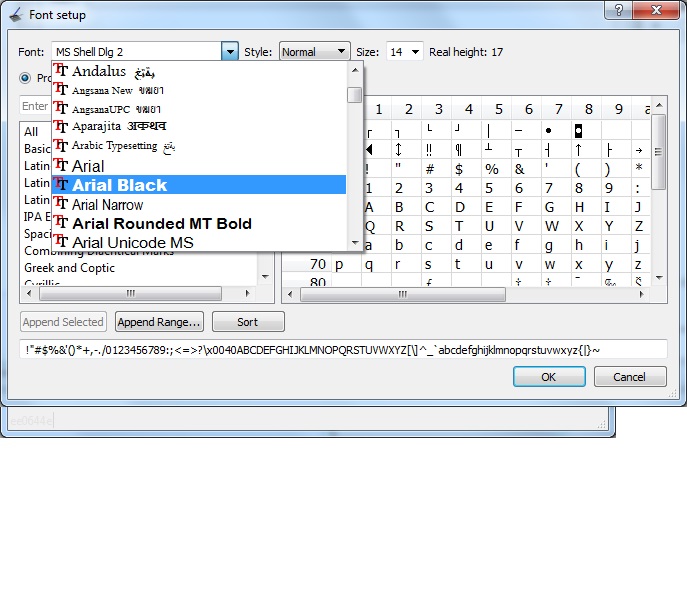 Font setup
Font: MS Shell Dlg 2 Style: Normal Size: 14 Real height: 17
Pro
Andalus أبجد هوز
Angsana New
AngsanaUPC
Aparajita
Arabic Typesetting
Arial
Arial Black
Arial Narrow
Arial Rounded MT Bold
Arial Unicode MS
Enter
All
Basic
Latin
Latin
Latin
IPA E
Spaci
Combining Diacritical Marks
Greek and Coptic
Cyrillic
1 2 3 4 5 6 7 8 9 a
┌ ┐ └ ┘ │ ─ • ◘
◀ ↕ ‼ ¶ ┴ ┬ ┤ ↑ ├ →
! " # $ % & ' ( ) *
1 2 3 4 5 6 7 8 9 :
A B C D E F G H I J
Q R S T U V W X Y Z
a b c d e f g h i j
70 p q r s t u v w x y z
80
Append Selected Append Range... Sort
!"#$%&'()*+,-./0123456789:;<=>?\x0040ABCDEFGHIJKLMNOPQRSTUVWXYZ[\]^_`abcdefghijklmnopqrstuvwxyz{|}~
OK Cancel